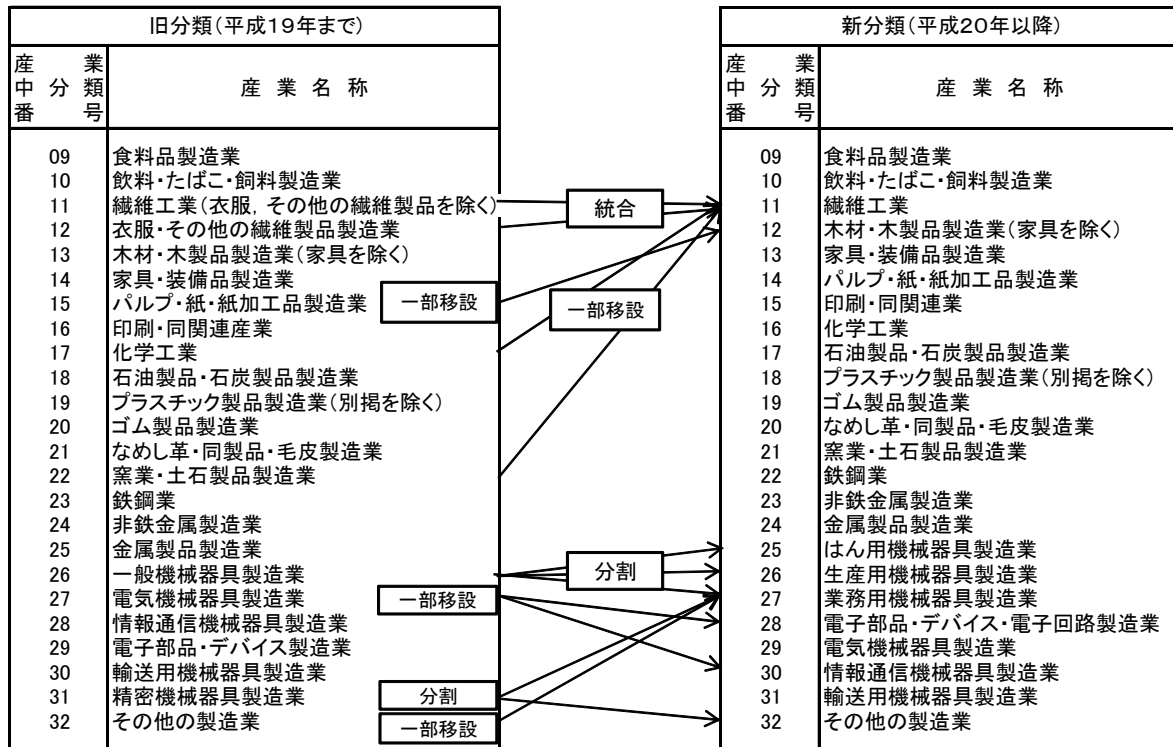 旧分類(平成19年まで)
産業
中分類
番号
産業名称
09 食料品製造業
10 飲料・たばこ・飼料製造業
11 繊維工業(衣服,その他の繊維製品を除く)
12 衣服・その他の繊維製品製造業
13 木材・木製品製造業(家具を除く)
14 家具・装備品製造業
15 パルプ・紙・紙加工品製造業
16 印刷・同関連産業
17 化学工業
18 石油製品・石炭製品製造業
19 プラスチック製品製造業(別掲を除く)
20 ゴム製品製造業
21 なめし革・同製品・毛皮製造業
22 窯業・土石製品製造業
23 鉄鋼業
24 非鉄金属製造業
25 金属製品製造業
26 一般機械器具製造業
27 電気機械器具製造業
28 情報通信機械器具製造業
29 電子部品・デバイス製造業
30 輸送用機械器具製造業
31 精密機械器具製造業
32 その他の製造業
統合
一部移設
一部移設
分割
一部移設
分割
一部移設
新分類(平成20年以降)
産業
中分類
番号
産業名称
09 食料品製造業
10 飲料・たばこ・飼料製造業
11 繊維工業
12 木材・木製品製造業(家具を除く)
13 家具・装備品製造業
14 パルプ・紙・紙加工品製造業
15 印刷・同関連業
16 化学工業
17 石油製品・石炭製品製造業
18 プラスチック製品製造業(別掲を除く)
19 ゴム製品製造業
20 なめし革・同製品・毛皮製造業
21 窯業・土石製品製造業
22 鉄鋼業
23 非鉄金属製造業
24 金属製品製造業
25 はん用機械器具製造業
26 生産用機械器具製造業
27 業務用機械器具製造業
28 電子部品・デバイス・電子回路製造業
29 電気機械器具製造業
30 情報通信機械器具製造業
31 輸送用機械器具製造業
32 その他の製造業